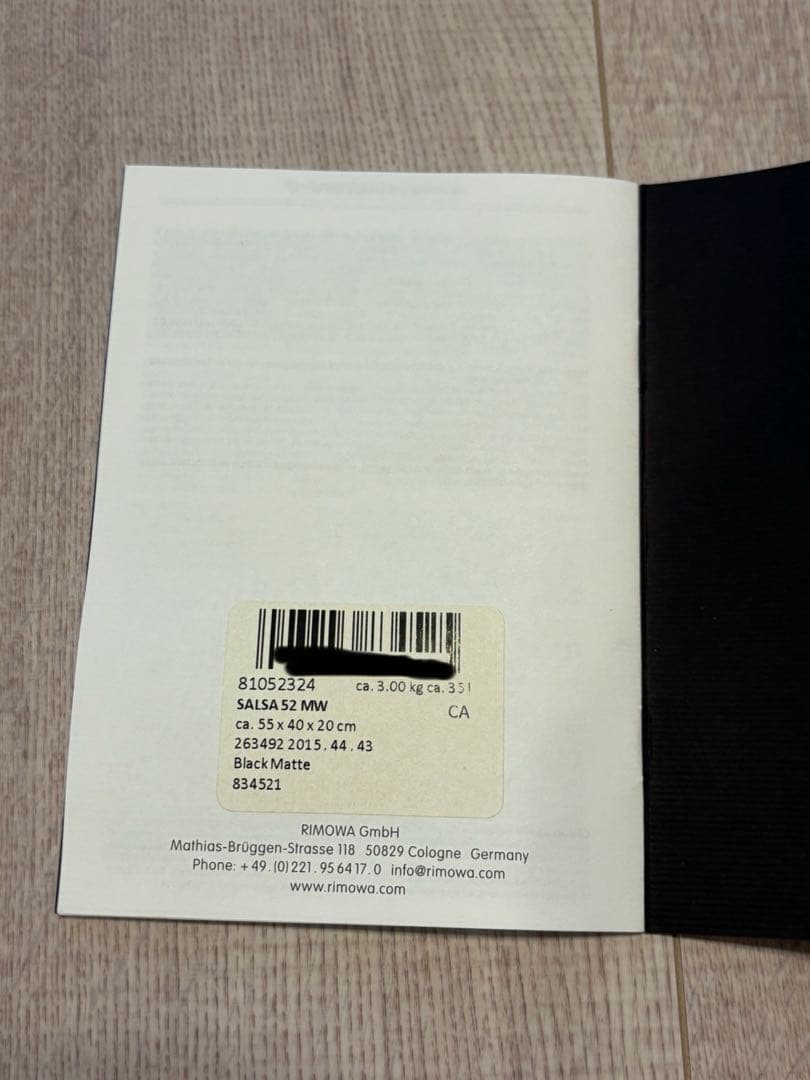 81052324 ca. 3.00 kg ca. 35 l
SALSA 52 MW CA
ca. 55 x 40 x 20 cm
263492 2015 . 44 . 43
Black Matte
834521
RIMOWA GmbH
Mathias-Brüggen-Strasse 118 50829 Cologne Germany
Phone: + 49 . (0) 221 . 95 64 17 . 0 info@rimowa.com
www.rimowa.com